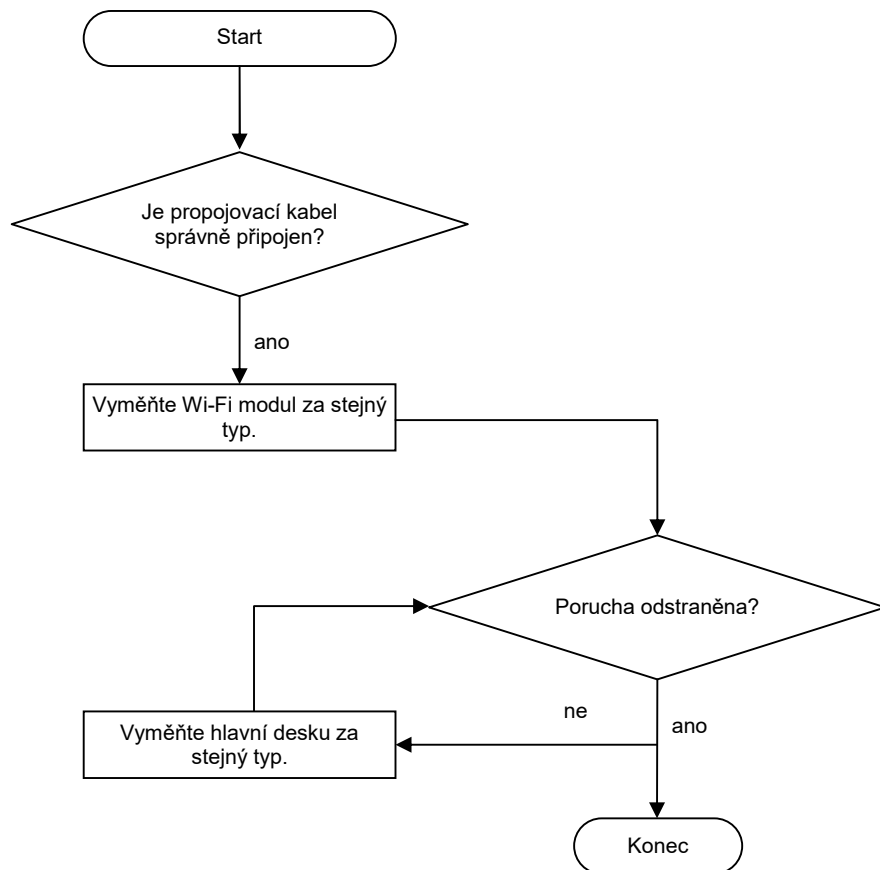 Start
Je propojovací kabel
správně připojen?
ano
Vyměňte Wi-Fi modul za stejný
typ.
Porucha odstraněna?
ne
ano
Vyměňte hlavní desku za
stejný typ.
Konec